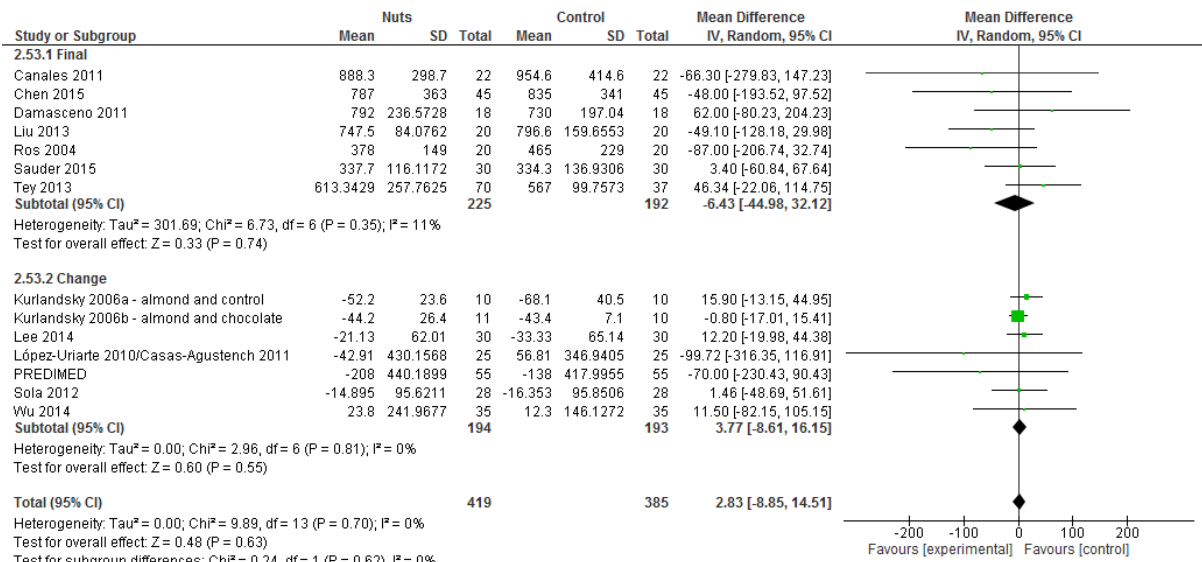 Nuts Control Mean Difference Mean Difference
Study or Subgroup Mean SD Total Mean SD Total IV, Random, 95% CI IV, Random, 95% CI
2.53.1 Final
Canales 2011 888.3 298.7 22 954.6 414.6 22 -66.30 [-279.83, 147.23]
Chen 2015 787 363 45 835 341 45 -48.00 [-193.52, 97.52]
Damasceno 2011 792 236.5728 18 730 197.04 18 62.00 [-80.23, 204.23]
Liu 2013 747.5 84.0762 20 796.6 159.6553 20 -49.10 [-128.18, 29.98]
Ros 2004 378 149 20 465 229 20 -87.00 [-206.74, 32.74]
Sauder 2015 337.7 116.1172 30 334.3 136.9306 30 3.40 [-60.84, 67.64]
Tey 2013 613.3429 257.7625 70 567 99.7573 37 46.34 [-22.06, 114.75]
Subtotal (95% CI) 225 192 -6.43 [-44.98, 32.12]
Heterogeneity: Tau² = 301.69; Chi² = 6.73, df = 6 (P = 0.35); I² = 11%
Test for overall effect: Z = 0.33 (P = 0.74)
2.53.2 Change
Kurlandsky 2006a - almond and control -52.2 23.6 10 -68.1 40.5 10 15.90 [-13.15, 44.95]
Kurlandsky 2006b - almond and chocolate -44.2 26.4 11 -43.4 7.1 10 -0.80 [-17.01, 15.41]
Lee 2014 -21.13 62.01 30 -33.33 65.14 30 12.20 [-19.98, 44.38]
López-Uriarte 2010/Casas-Agustench 2011 -42.91 430.1568 25 56.81 346.9405 25 -99.72 [-316.35, 116.91]
PREDIMED -208 440.1899 55 -138 417.9955 55 -70.00 [-230.43, 90.43]
Sola 2012 -14.895 95.6211 28 -16.353 95.8506 28 1.46 [-48.69, 51.61]
Wu 2014 23.8 241.9677 35 12.3 146.1272 35 11.50 [-82.15, 105.15]
Subtotal (95% CI) 194 193 3.77 [-8.61, 16.15]
Heterogeneity: Tau² = 0.00; Chi² = 2.96, df = 6 (P = 0.81); I² = 0%
Test for overall effect: Z = 0.60 (P = 0.55)
Total (95% CI) 419 385 2.83 [-8.85, 14.51]
Heterogeneity: Tau² = 0.00; Chi² = 9.89, df = 13 (P = 0.70); I² = 0%
Test for overall effect: Z = 0.48 (P = 0.63)
Test for subgroup differences: Chi² = 0.24, df = 1 (P = 0.62), I² = 0%
-200 -100 0 100 200
Favours [experimental] Favours [control]